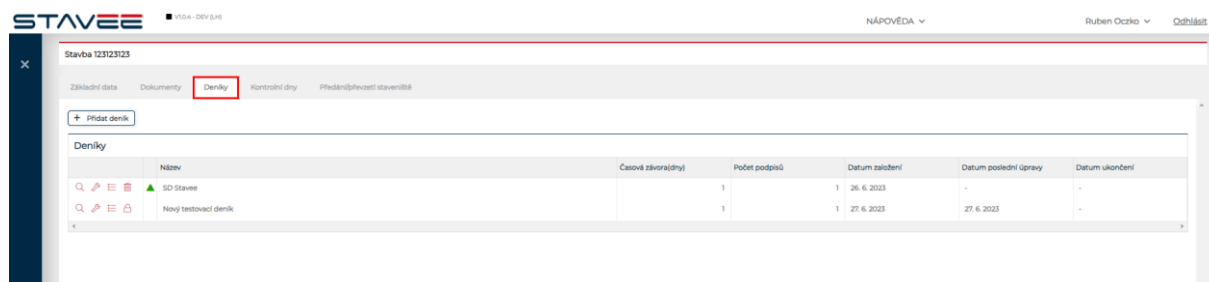 STAVEE
V1.0.4 - DEV (LH)
NÁPOVĚDA
Ruben Oczko
Odhlásit
Stavba 123123123
Základní data Dokumenty Deníky Kontrolní dny Předání/převzetí staveniště
+ Přidat deník
Deníky
Název Časová závora(dny) Počet podpisů Datum založení Datum poslední úpravy Datum ukončení
SD Stavee 1 1 26. 6. 2023 - -
Nový testovací deník 1 1 27. 6. 2023 27. 6. 2023 -